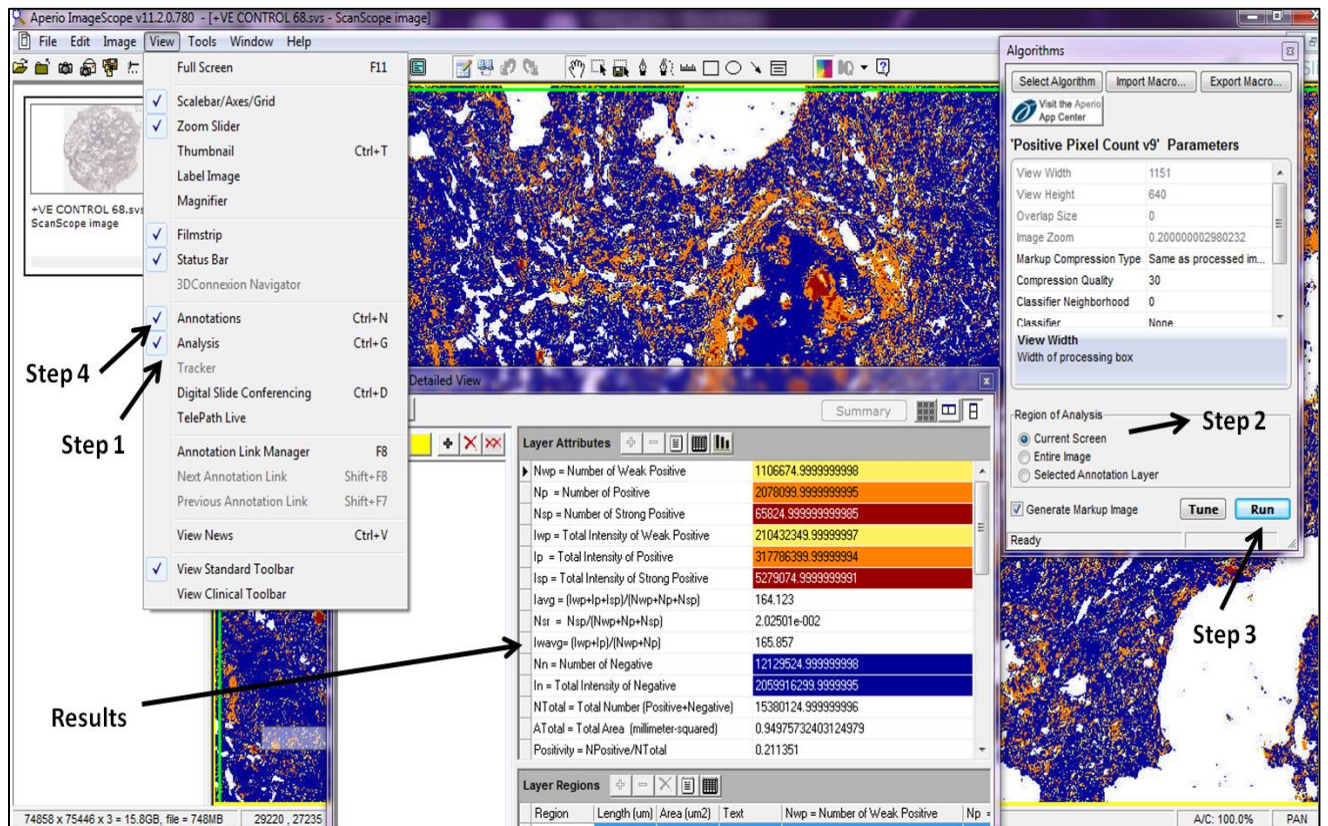 Aperio ImageScope v11.2.0.780 - [+VE CONTROL 68.svs - ScanScope image]
File Edit Image View Tools Window Help
+VE CONTROL 68.svs
ScanScope image
Full Screen F11
Scalebar/Axes/Grid
Zoom Slider
Thumbnail Ctrl+T
Label Image
Magnifier
Filmstrip
Status Bar
3DConnexion Navigator
Annotations Ctrl+N
Analysis Ctrl+G
Tracker
Digital Slide Conferencing Ctrl+D
TelePath Live
Annotation Link Manager F8
Next Annotation Link Shift+F8
Previous Annotation Link Shift+F7
View News Ctrl+V
View Standard Toolbar
View Clinical Toolbar
Step 4
Step 1
Results
Algorithms
Select Algorithm Import Macro... Export Macro...
Visit the Aperio
App Center
'Positive Pixel Count v9' Parameters
View Width 1151
View Height 640
Overlap Size 0
Image Zoom 0.200000002980232
Markup Compression Type Same as processed im...
Compression Quality 30
Classifier Neighborhood 0
Classifier None
View Width
Width of processing box
Region of Analysis
Current Screen
Entire Image
Selected Annotation Layer
Step 2
Generate Markup Image Tune Run
Ready
Step 3
Detailed View
Summary
Layer Attributes
Nwp = Number of Weak Positive 1106674.9999999998
Np = Number of Positive 2078099.9999999995
Nsp = Number of Strong Positive 65824.999999999985
Iwp = Total Intensity of Weak Positive 210432349.99999997
Ip = Total Intensity of Positive 317786399.99999994
Isp = Total Intensity of Strong Positive 5279074.9999999991
Iavg = (Iwp+Ip+Isp)/(Nwp+Np+Nsp) 164.123
Nsr = Nsp/(Nwp+Np+Nsp) 2.02501e-002
Iwavg= (Iwp+Ip)/(Nwp+Np) 165.857
Nn = Number of Negative 12129524.999999998
In = Total Intensity of Negative 2059916299.9999995
NTotal = Total Number (Positive+Negative) 15380124.999999996
ATotal = Total Area (millimeter-squared) 0.94975732403124979
Positivity = NPositive/NTotal 0.211351
Layer Regions
Region Length (um) Area (um2) Text Nwp = Number of Weak Positive Np =
74858 x 75446 x 3 = 15.8GB, file = 748MB 29220 , 27235
A/C: 100.0% PAN